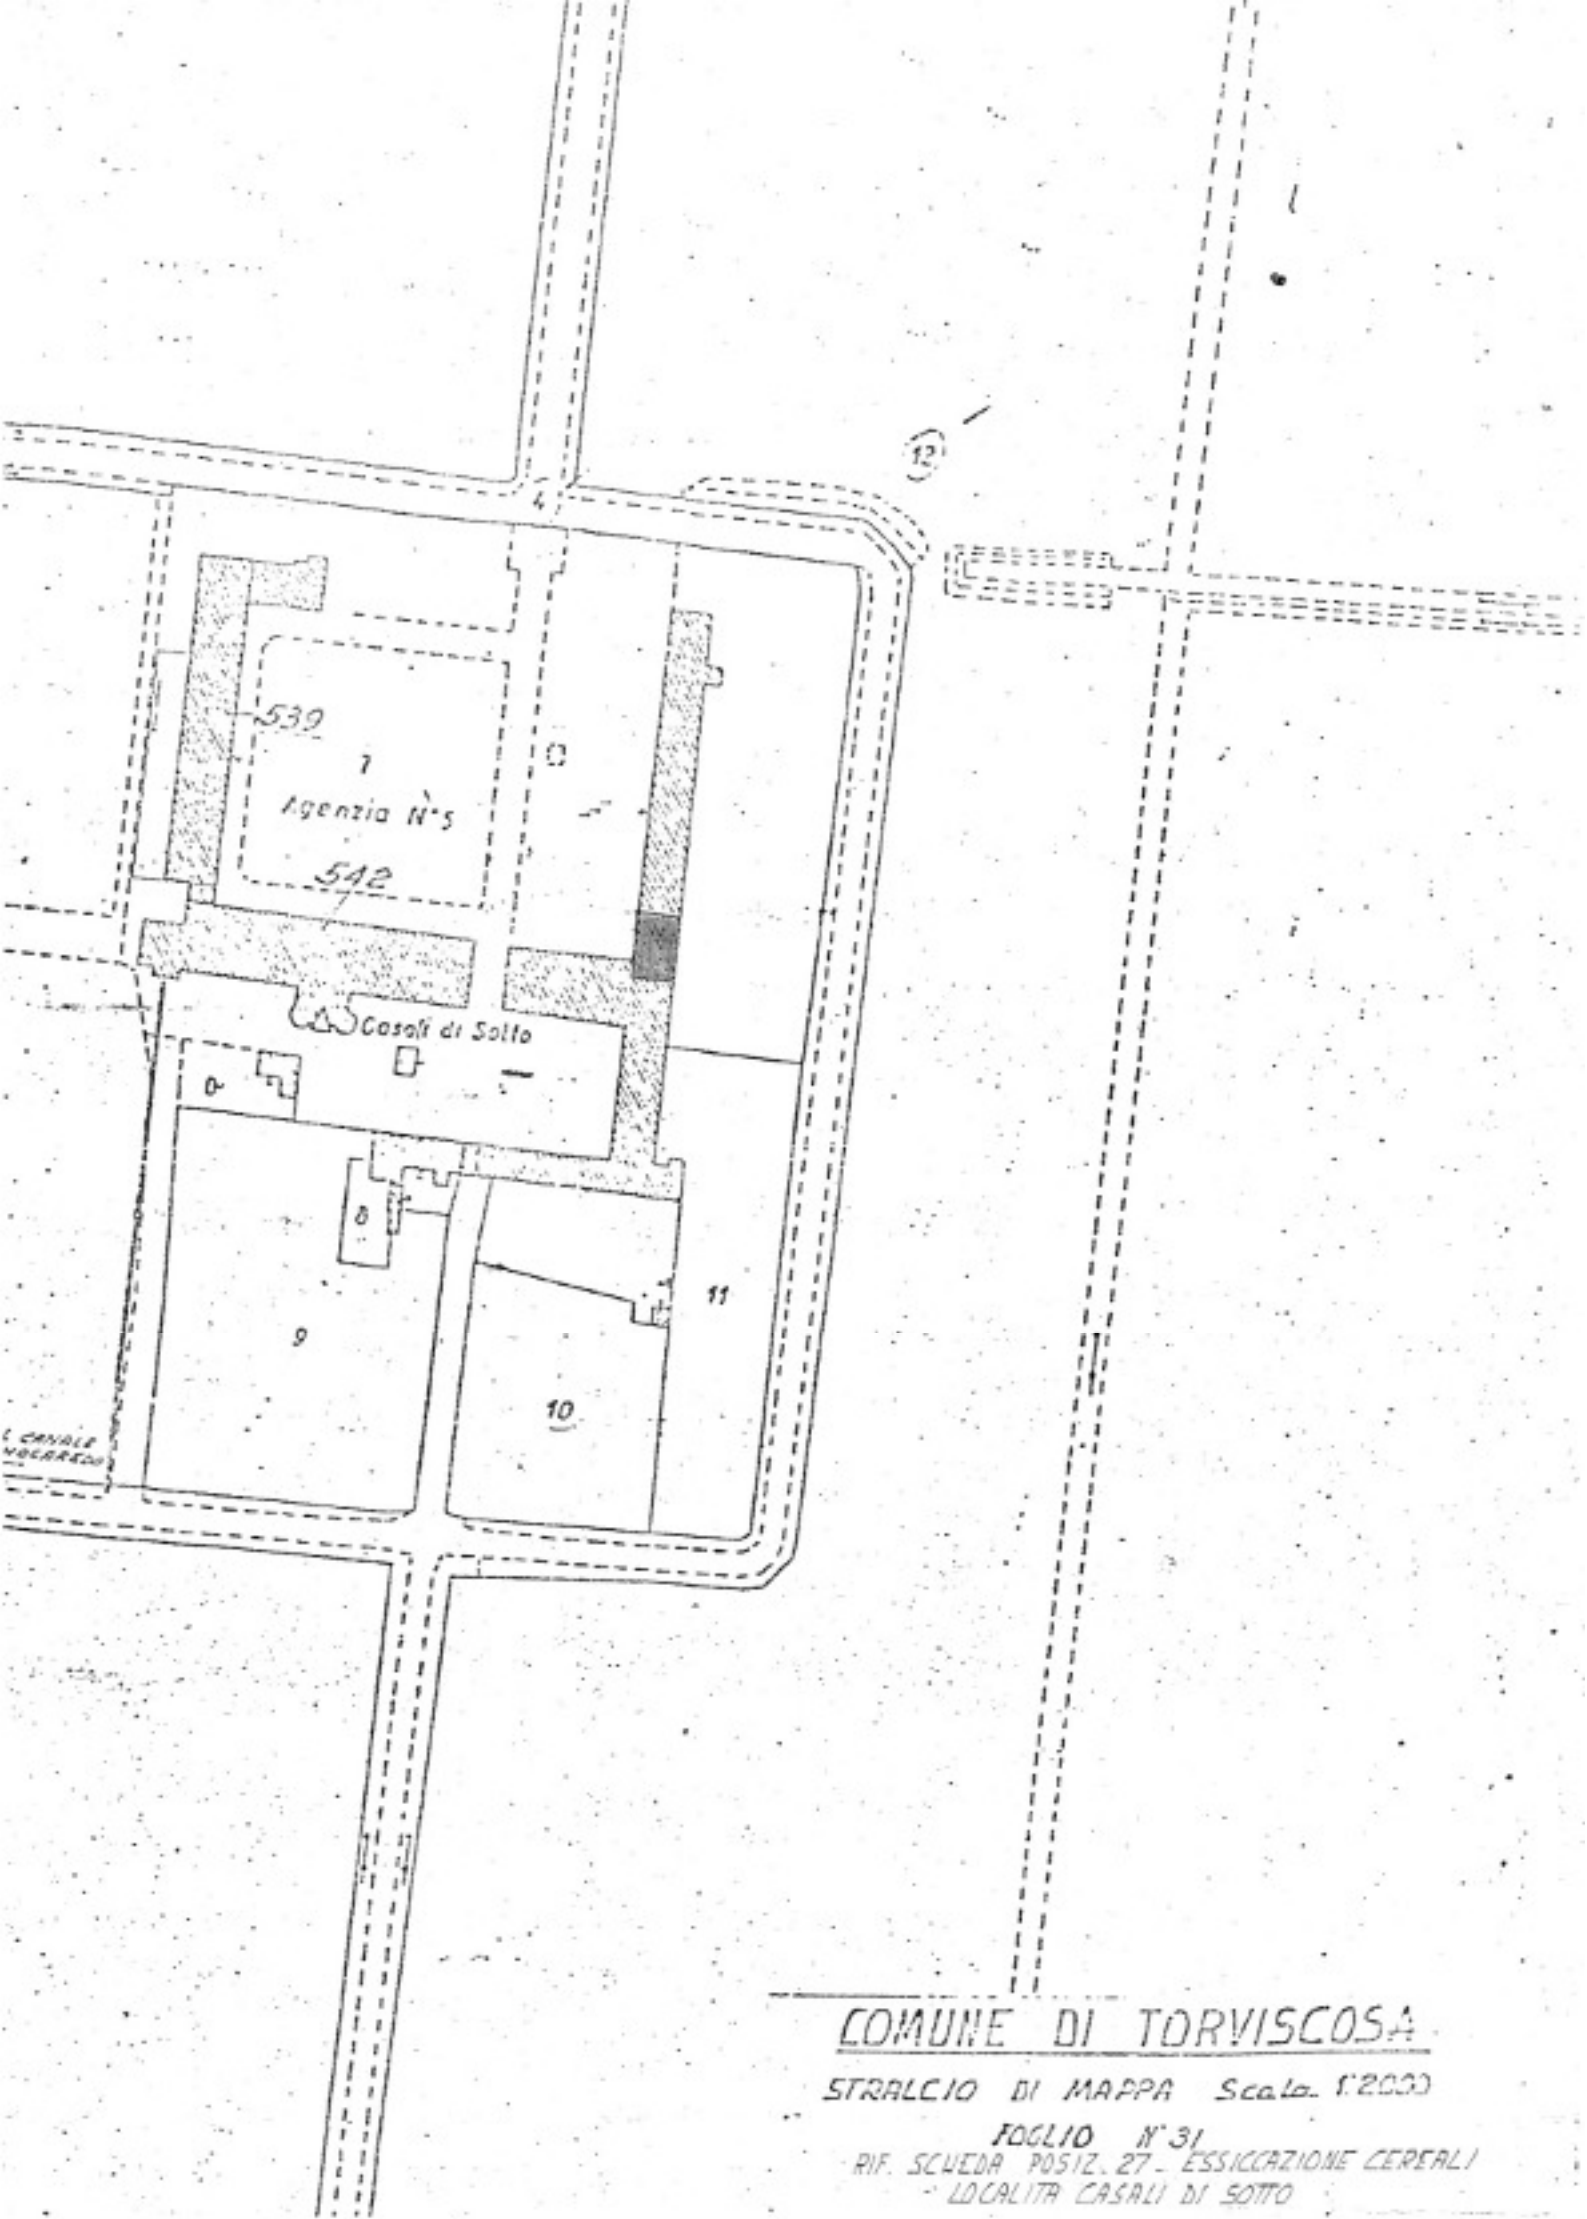 12
4
539
7
Agenzia N°5
542
Casali di Sotto
8
9
11
10
L CANALE
COMUNE DI TORVISCOSA
STRALCIO DI MAPPA Scala 1:2000
FOGLIO N°31
RIF. SCHEDA POSIZ. 27 - ESSICCAZIONE CEREALI
LOCALITA CASALI DI SOTTO